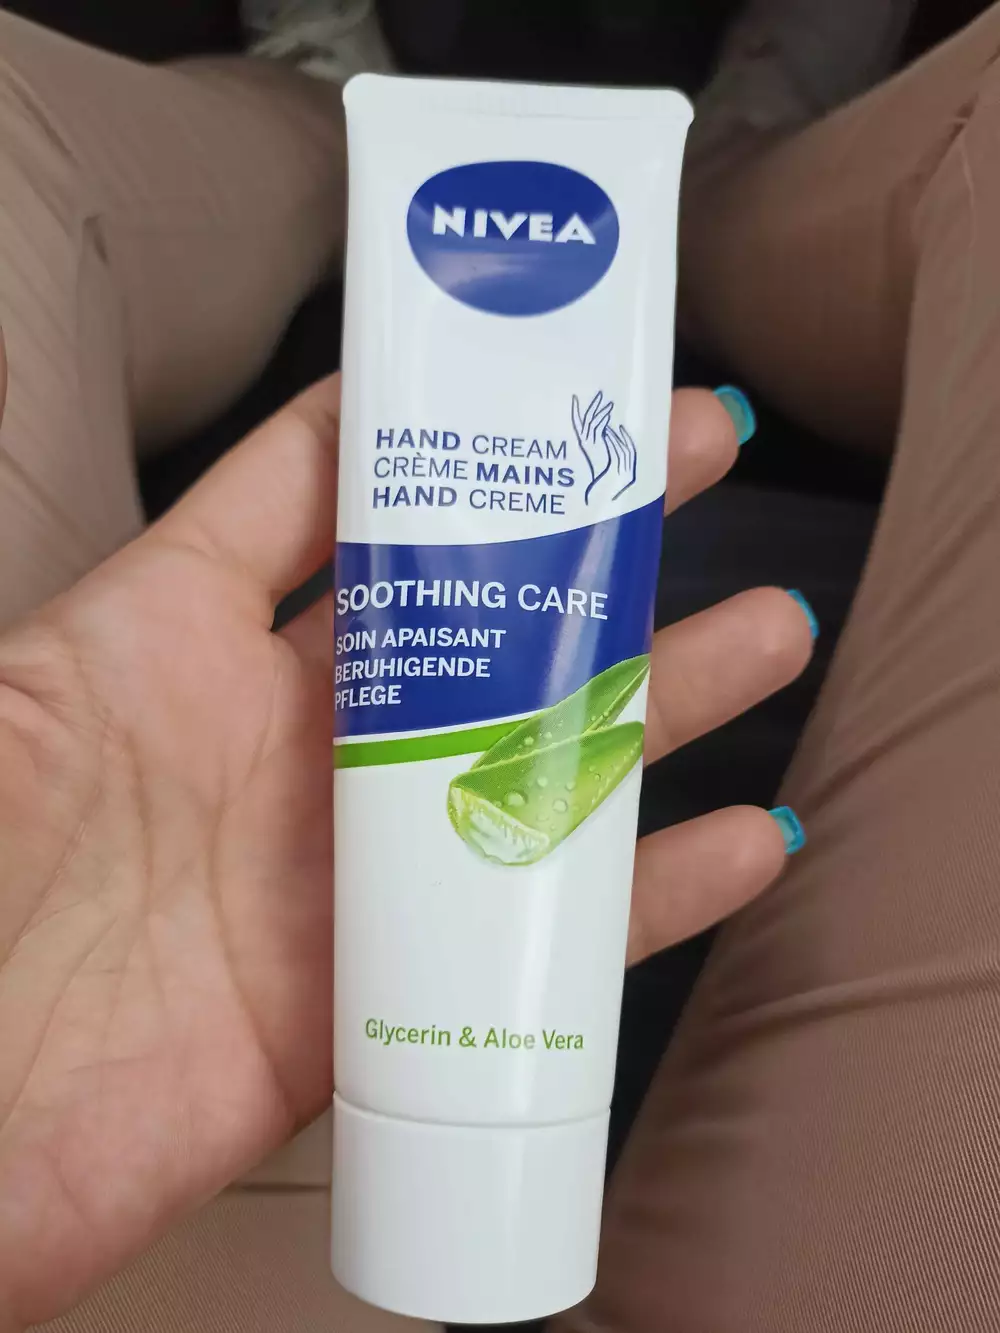 NIVEA
HAND CREAM
CRÈME MAINS
HAND CREME
SOOTHING CARE
SOIN APAISANT
BERUHIGENDE
PFLEGE
Glycerin & Aloe Vera